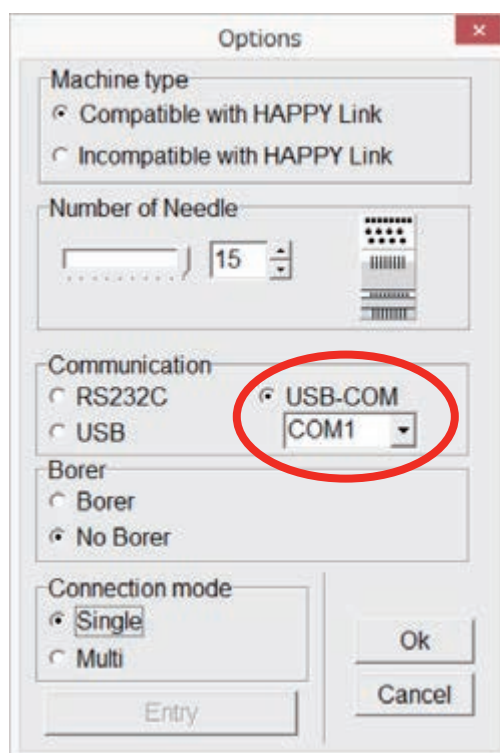 Options
Machine type
Compatible with HAPPY Link
Incompatible with HAPPY Link
Number of Needle
15
Communication
RS232C
USB-COM
USB
COM1
Borer
Borer
No Borer
Connection mode
Single
Multi
Ok
Cancel
Entry